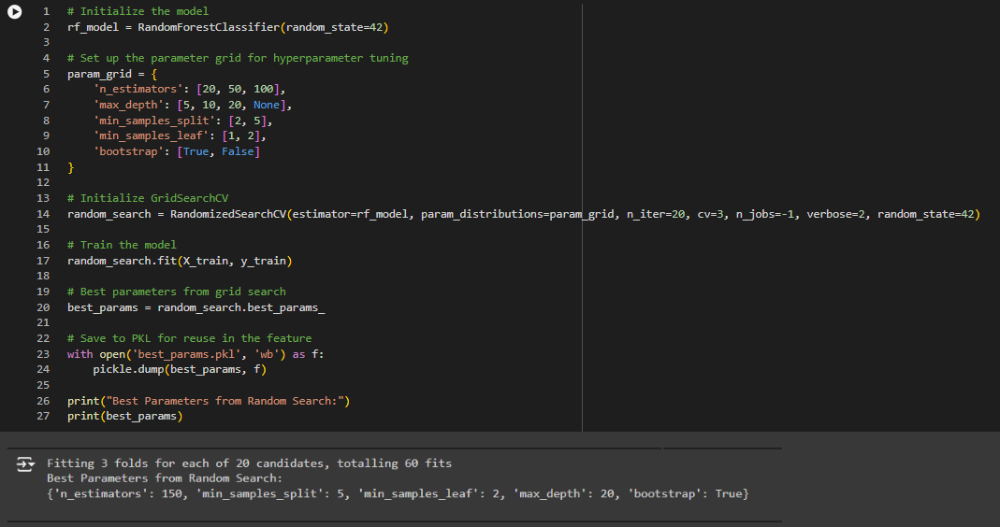 1 # Initialize the model
2 rf_model = RandomForestClassifier(random_state=42)
3
4 # Set up the parameter grid for hyperparameter tuning
5 param_grid = {
6     'n_estimators': [20, 50, 100],
7     'max_depth': [5, 10, 20, None],
8     'min_samples_split': [2, 5],
9     'min_samples_leaf': [1, 2],
10     'bootstrap': [True, False]
11 }
12
13 # Initialize GridSearchCV
14 random_search = RandomizedSearchCV(estimator=rf_model, param_distributions=param_grid, n_iter=20, cv=3, n_jobs=-1, verbose=2, random_state=42)
15
16 # Train the model
17 random_search.fit(X_train, y_train)
18
19 # Best parameters from grid search
20 best_params = random_search.best_params_
21
22 # Save to PKL for reuse in the feature
23 with open('best_params.pkl', 'wb') as f:
24     pickle.dump(best_params, f)
25
26 print("Best Parameters from Random Search:")
27 print(best_params)
Fitting 3 folds for each of 20 candidates, totalling 60 fits
Best Parameters from Random Search:
{'n_estimators': 150, 'min_samples_split': 5, 'min_samples_leaf': 2, 'max_depth': 20, 'bootstrap': True}